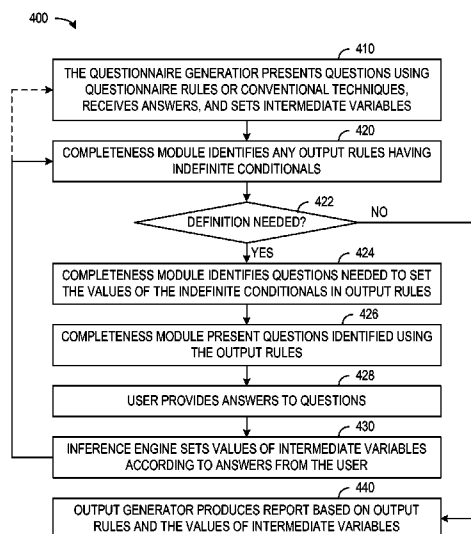 400
410
THE QUESTIONNAIRE GENERATIOR PRESENTS QUESTIONS USING
QUESTIONNAIRE RULES OR CONVENTIONAL TECHNIQUES,
RECEIVES ANSWERS, AND SETS INTERMEDIATE VARIABLES
420
COMPLETENESS MODULE IDENTIFIES ANY OUTPUT RULES HAVING
INDEFINITE CONDITIONALS
422
DEFINITION NEEDED?
NO
YES
424
COMPLETENESS MODULE IDENTIFIES QUESTIONS NEEDED TO SET
THE VALUES OF THE INDEFINITE CONDITIONALS IN OUTPUT RULES
426
COMPLETENESS MODULE PRESENT QUESTIONS IDENTIFIED USING
THE OUTPUT RULES
428
USER PROVIDES ANSWERS TO QUESTIONS
430
INFERENCE ENGINE SETS VALUES OF INTERMEDIATE VARIABLES
ACCORDING TO ANSWERS FROM THE USER
440
OUTPUT GENERATOR PRODUCES REPORT BASED ON OUTPUT
RULES AND THE VALUES OF INTERMEDIATE VARIABLES